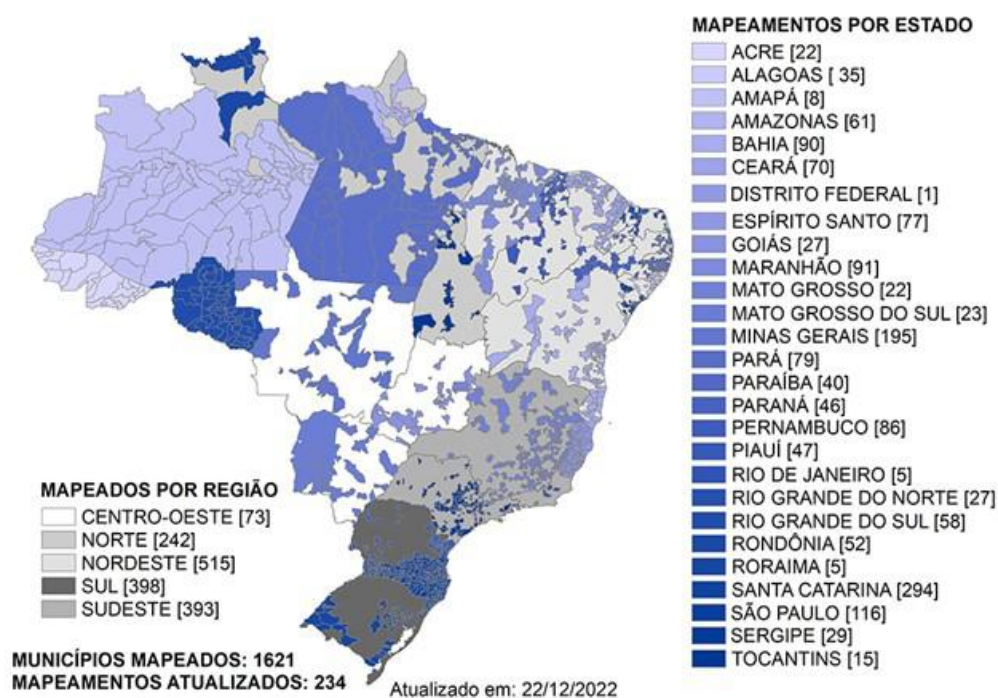 MAPEAMENTOS POR ESTADO
ACRE [22]
ALAGOAS [ 35]
AMAPÁ [8]
AMAZONAS [61]
BAHIA [90]
CEARÁ [70]
DISTRITO FEDERAL [1]
ESPÍRITO SANTO [77]
GOIÁS [27]
MARANHÃO [91]
MATO GROSSO [22]
MATO GROSSO DO SUL [23]
MINAS GERAIS [195]
PARÁ [79]
PARAÍBA [40]
PARANÁ [46]
PERNAMBUCO [86]
PIAUÍ [47]
RIO DE JANEIRO [5]
RIO GRANDE DO NORTE [27]
RIO GRANDE DO SUL [58]
RONDÔNIA [52]
RORAIMA [5]
SANTA CATARINA [294]
SÃO PAULO [116]
SERGIPE [29]
TOCANTINS [15]
MAPEADOS POR REGIÃO
CENTRO-OESTE [73]
NORTE [242]
NORDESTE [515]
SUL [398]
SUDESTE [393]
MUNICÍPIOS MAPEADOS: 1621
MAPEAMENTOS ATUALIZADOS: 234
Atualizado em: 22/12/2022